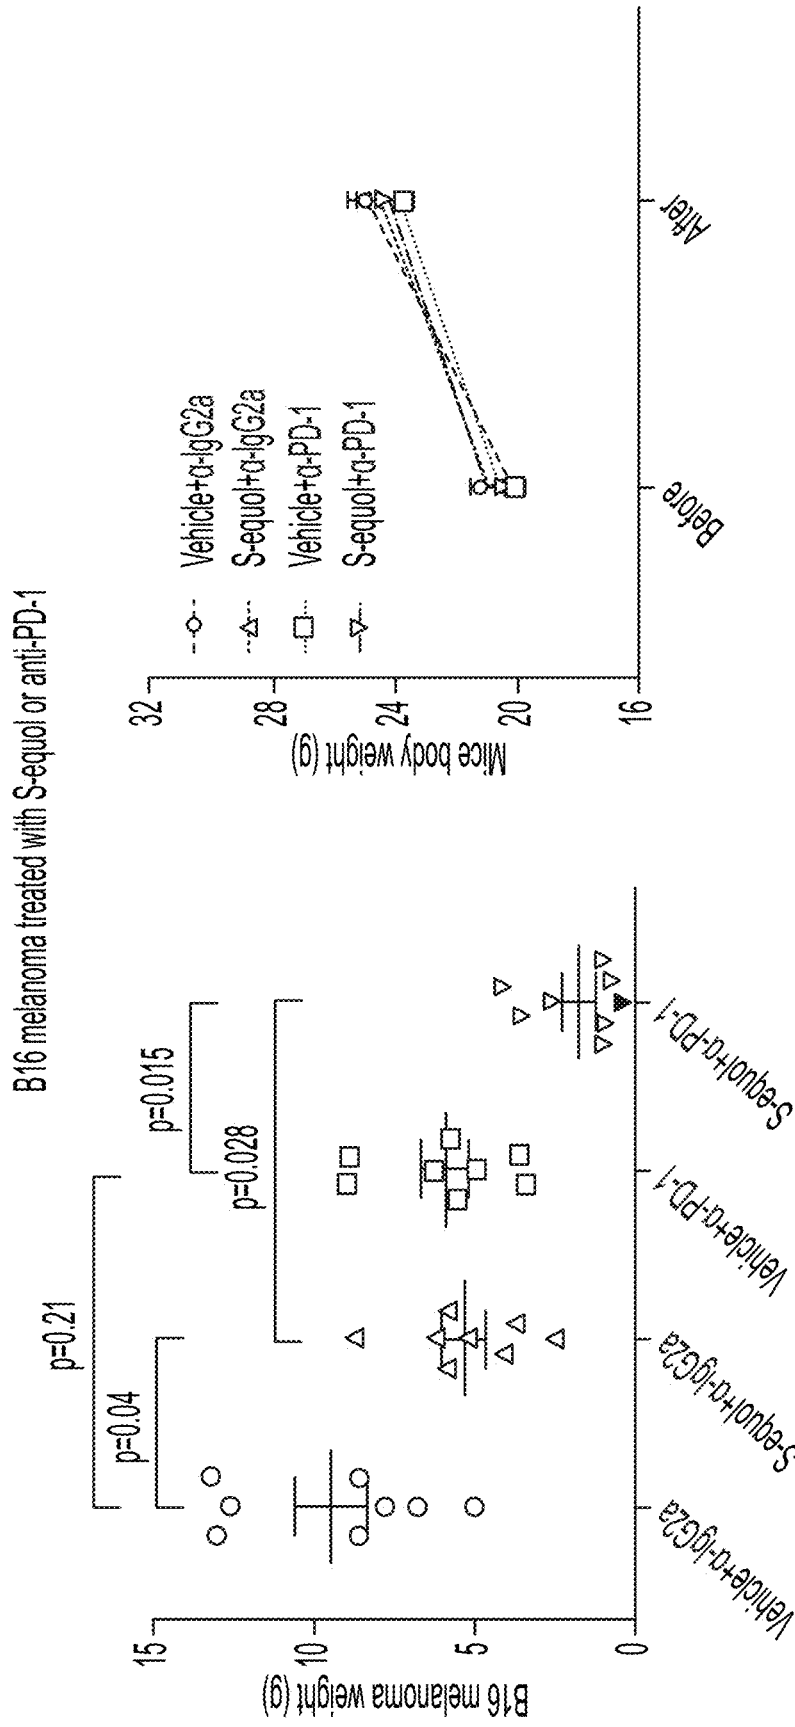 B16 melanoma treated with S-equol or anti-PD-1
B16 melanoma weight (g)
15
10
5
0
p=0.21
p=0.04
p=0.015
p=0.028
Vehicle+α-IgG2a
S-equol+α-IgG2a
Vehicle+α-PD-1
S-equol+α-PD-1
Mice body weight (g)
32
28
24
20
16
Vehicle+α-IgG2a
S-equol+α-IgG2a
Vehicle+α-PD-1
S-equol+α-PD-1
Before
After